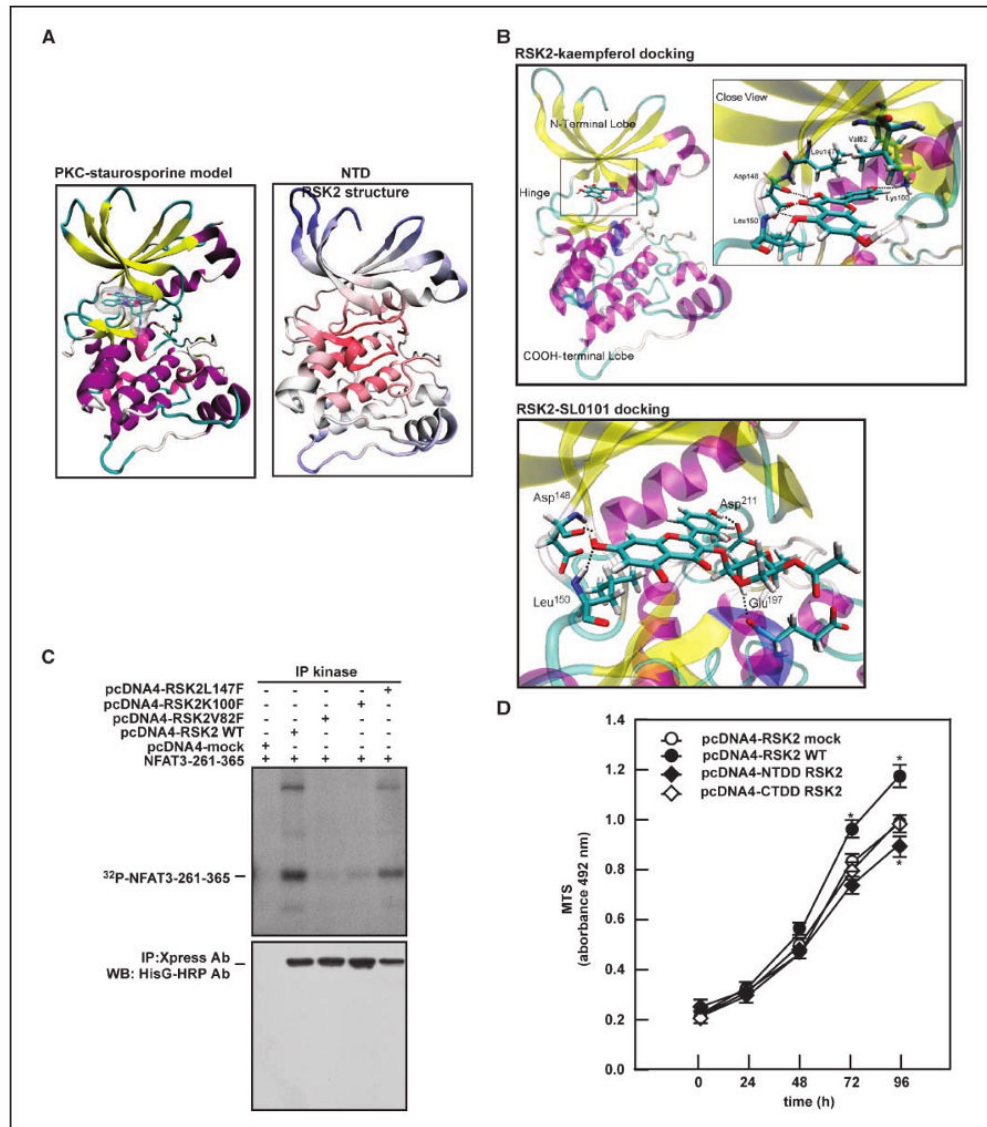 A
PKC-staurosporine model
NTD
RSK2 structure
B
RSK2-kaempferol docking
N-Terminal Lobe
Hinge
COOH-terminal Lobe
Close View
Val82
Leu147
Asp148
Lys100
Leu150
RSK2-SL0101 docking
Asp148
Asp211
Leu150
Glu197
C
IP kinase
pcDNA4-RSK2L147F - - - - +
pcDNA4-RSK2K100F - - - + -
pcDNA4-RSK2V82F - - + - -
pcDNA4-RSK2 WT - + - - -
pcDNA4-mock + - - - -
NFAT3-261-365 + + + + +
32P-NFAT3-261-365
IP:Xpress Ab
WB: HisG-HRP Ab
D
pcDNA4-RSK2 mock
pcDNA4-RSK2 WT
pcDNA4-NTDD RSK2
pcDNA4-CTDD RSK2
MTS
(aborbance 492 nm)
1.4
1.2
1.0
0.8
0.6
0.4
0.2
0.0
* * *
0 24 48 72 96
time (h)